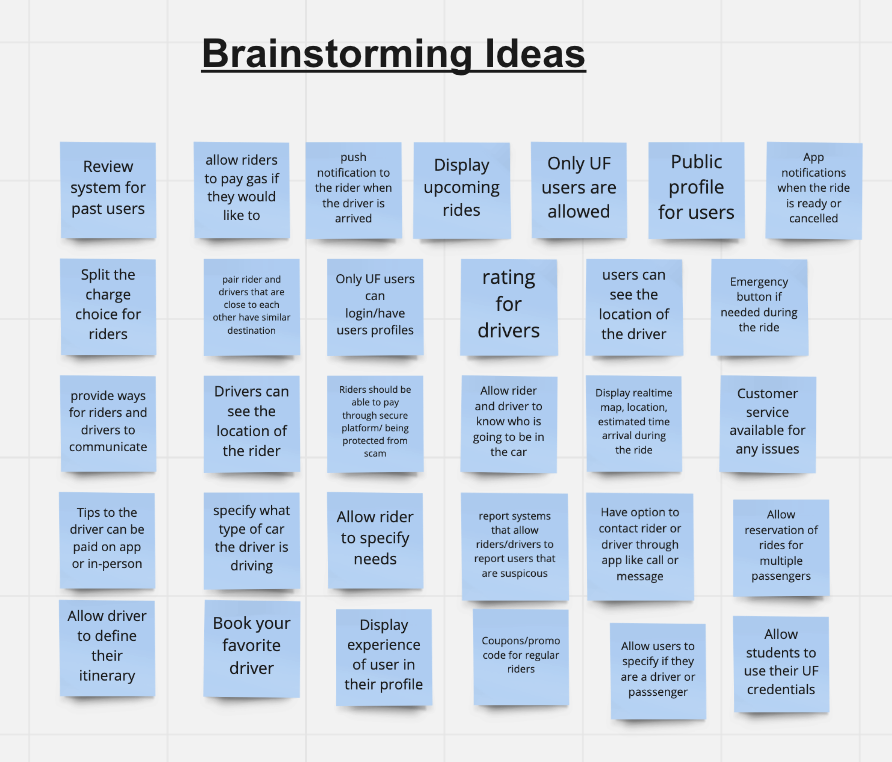 Brainstorming Ideas
Review
system for
past users
allow riders
to pay gas if
they would
like to
push
notification to
the rider when
the driver is
arrived
Display
upcoming
rides
Only UF
users are
allowed
Public
profile
for users
App
notifications
when the ride
is ready or
cancelled
Split the
charge
choice for
riders
pair rider and
drivers that are
close to each
other have similar
destination
Only UF users
can
login/have
users profiles
rating
for
drivers
users can
see the
location of
the driver
Emergency
button if
needed during
the ride
provide ways
for riders and
drivers to
communicate
Drivers can
see the
location of
the rider
Riders should be
able to pay
through secure
platform/ being
protected from
scam
Allow rider
and driver to
know who is
going to be in
the car
Display realtime
map, location,
estimated time
arrival during
the ride
Customer
service
available for
any issues
Tips to the
driver can be
paid on app
or in-person
specify what
type of car
the driver is
driving
Allow rider
to specify
needs
report systems
that allow
riders/drivers to
report users that
are suspicious
Have option to
contact rider or
driver through
app like call or
message
Allow
reservation of
rides for
multiple
passengers
Allow driver
to define
their
itinerary
Book your
favorite
driver
Display
experience
of user in
their profile
Coupons/promo
code for regular
riders
Allow users to
specify if they
are a driver or
passsenger
Allow
students to
use their UF
credentials